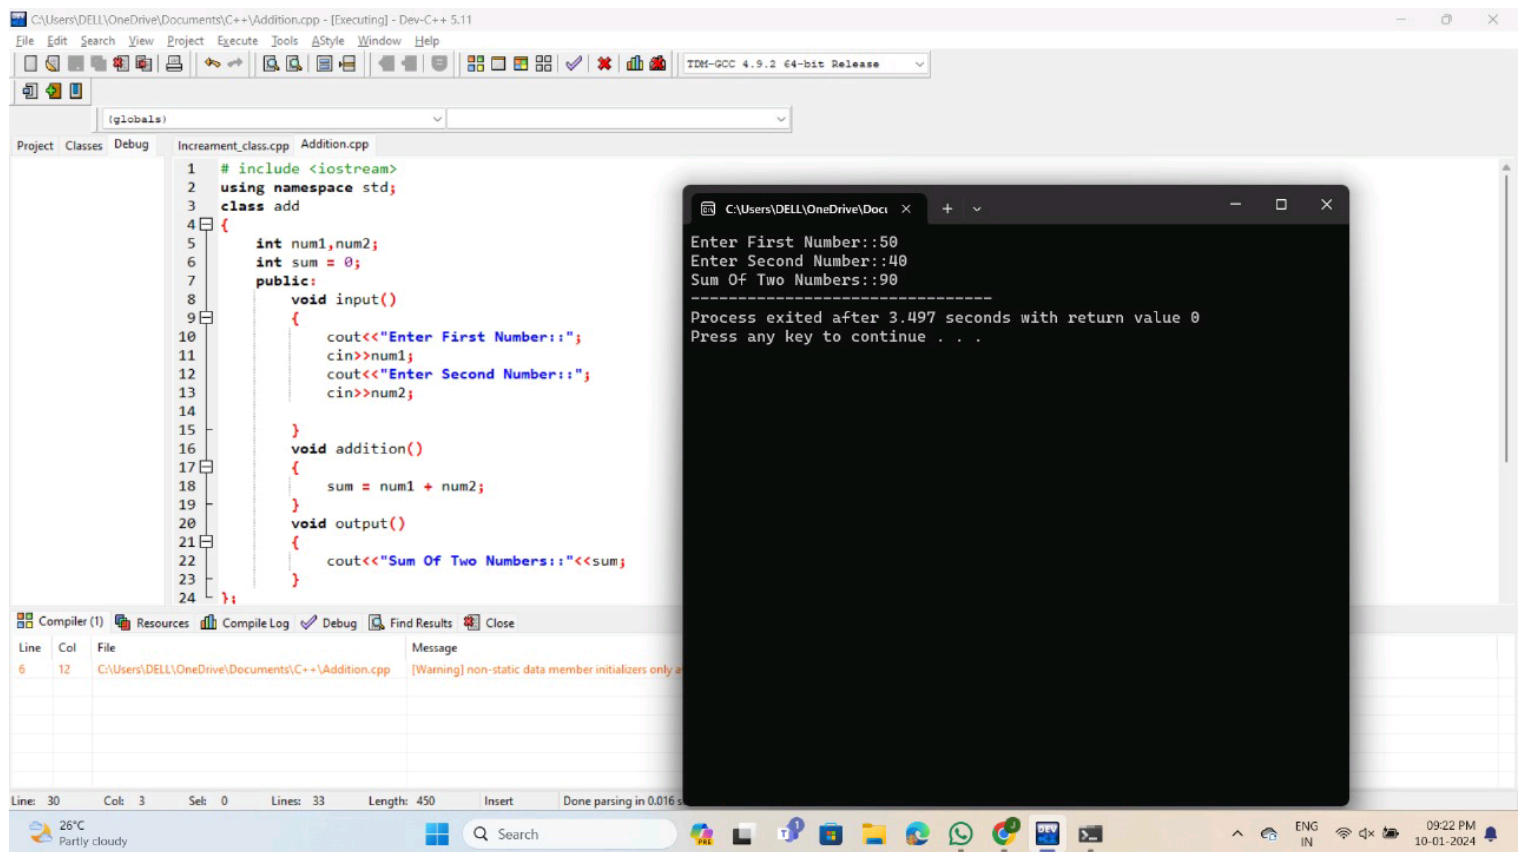 C:\Users\DELL\OneDrive\Documents\C++\Addition.cpp - [Executing] - Dev-C++ 5.11
File Edit Search View Project Execute Tools AStyle Window Help
TDM-GCC 4.9.2 64-bit Release
(globals)
Project Classes Debug Increament_class.cpp Addition.cpp
1 # include <iostream>
2 using namespace std;
3 class add
4 {
5 int num1,num2;
6 int sum = 0;
7 public:
8 void input()
9 {
10 cout<<"Enter First Number::";
11 cin>>num1;
12 cout<<"Enter Second Number::";
13 cin>>num2;
14
15 }
16 void addition()
17 {
18 sum = num1 + num2;
19 }
20 void output()
21 {
22 cout<<"Sum Of Two Numbers::"<<sum;
23 }
24 };
C:\Users\DELL\OneDrive\Docu
Enter First Number::50
Enter Second Number::40
Sum Of Two Numbers::90
--------------------------------
Process exited after 3.497 seconds with return value 0
Press any key to continue . . .
Compiler (1) Resources Compile Log Debug Find Results Close
Line Col File Message
6 12 C:\Users\DELL\OneDrive\Documents\C++\Addition.cpp [Warning] non-static data member initializers only
Line: 30 Col: 3 Sel: 0 Lines: 33 Length: 450 Insert Done parsing in 0.016
26°C
Partly cloudy
Search
PRE
1
DEV
ENG
IN
09:22 PM
10-01-2024